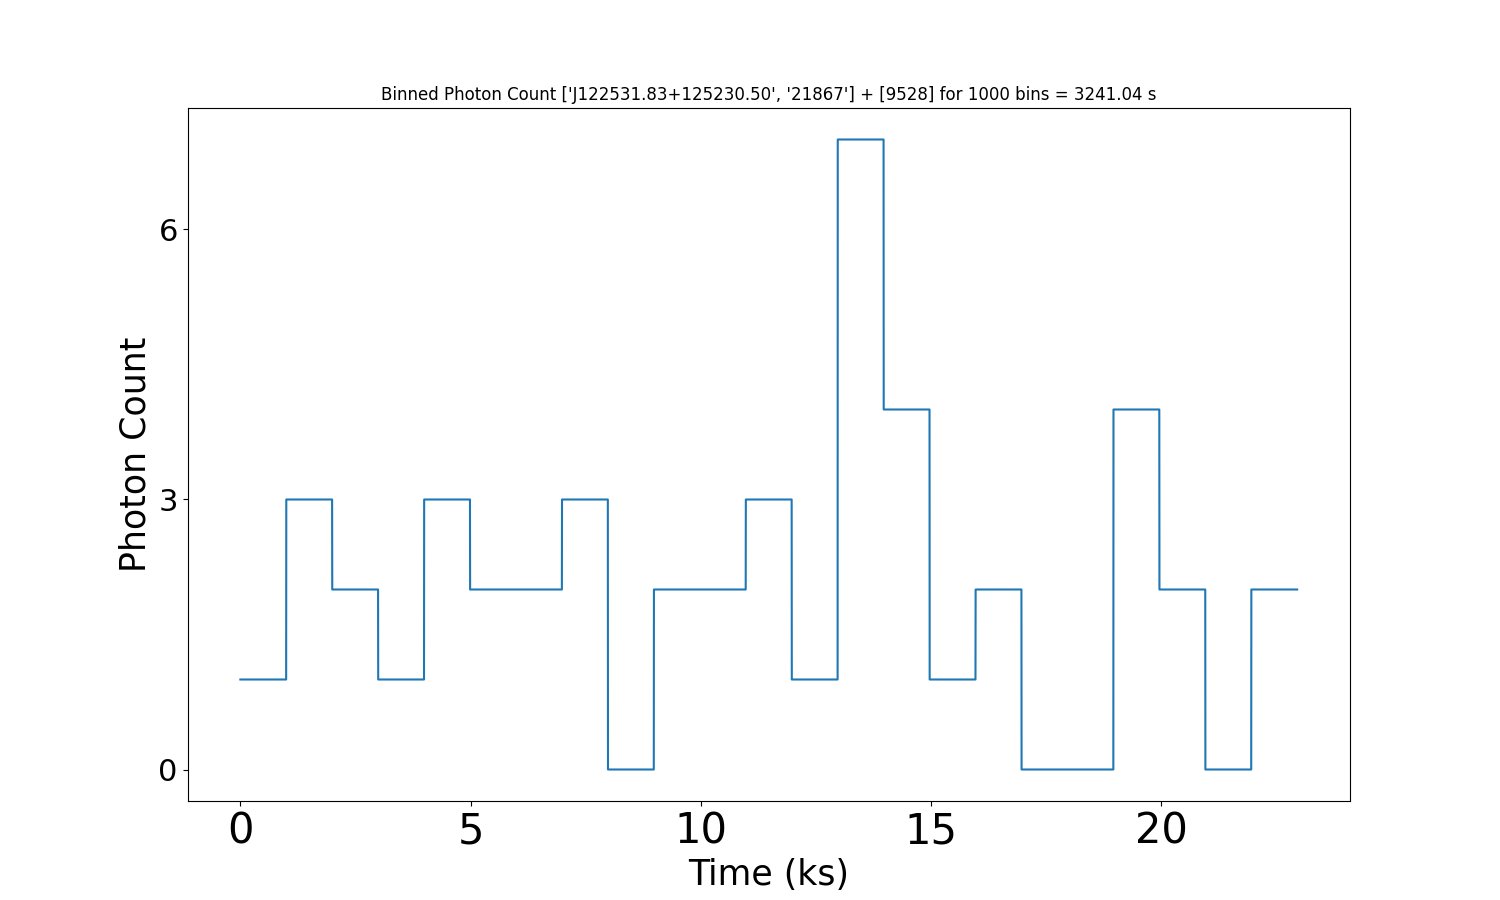 Binned Photon Count ['J122531.83+125230.50', '21867'] + [9528] for 1000 bins = 3241.04 s
Photon Count
6
3
0
0 5 10 15 20
Time (ks)